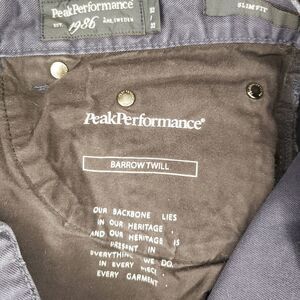 PeakPerformance
EST. 1986 ÅRE, SWEDEN
SLIM FIT
PeakPerformance®
BARROW TWILL
OUR BACKBONE LIES
IN OUR HERITAGE
AND OUR HERITAGE IS
PRESENT IN
EVERYTHING WE DO.
IN EVERY PIECE
EVERY GARMENT.